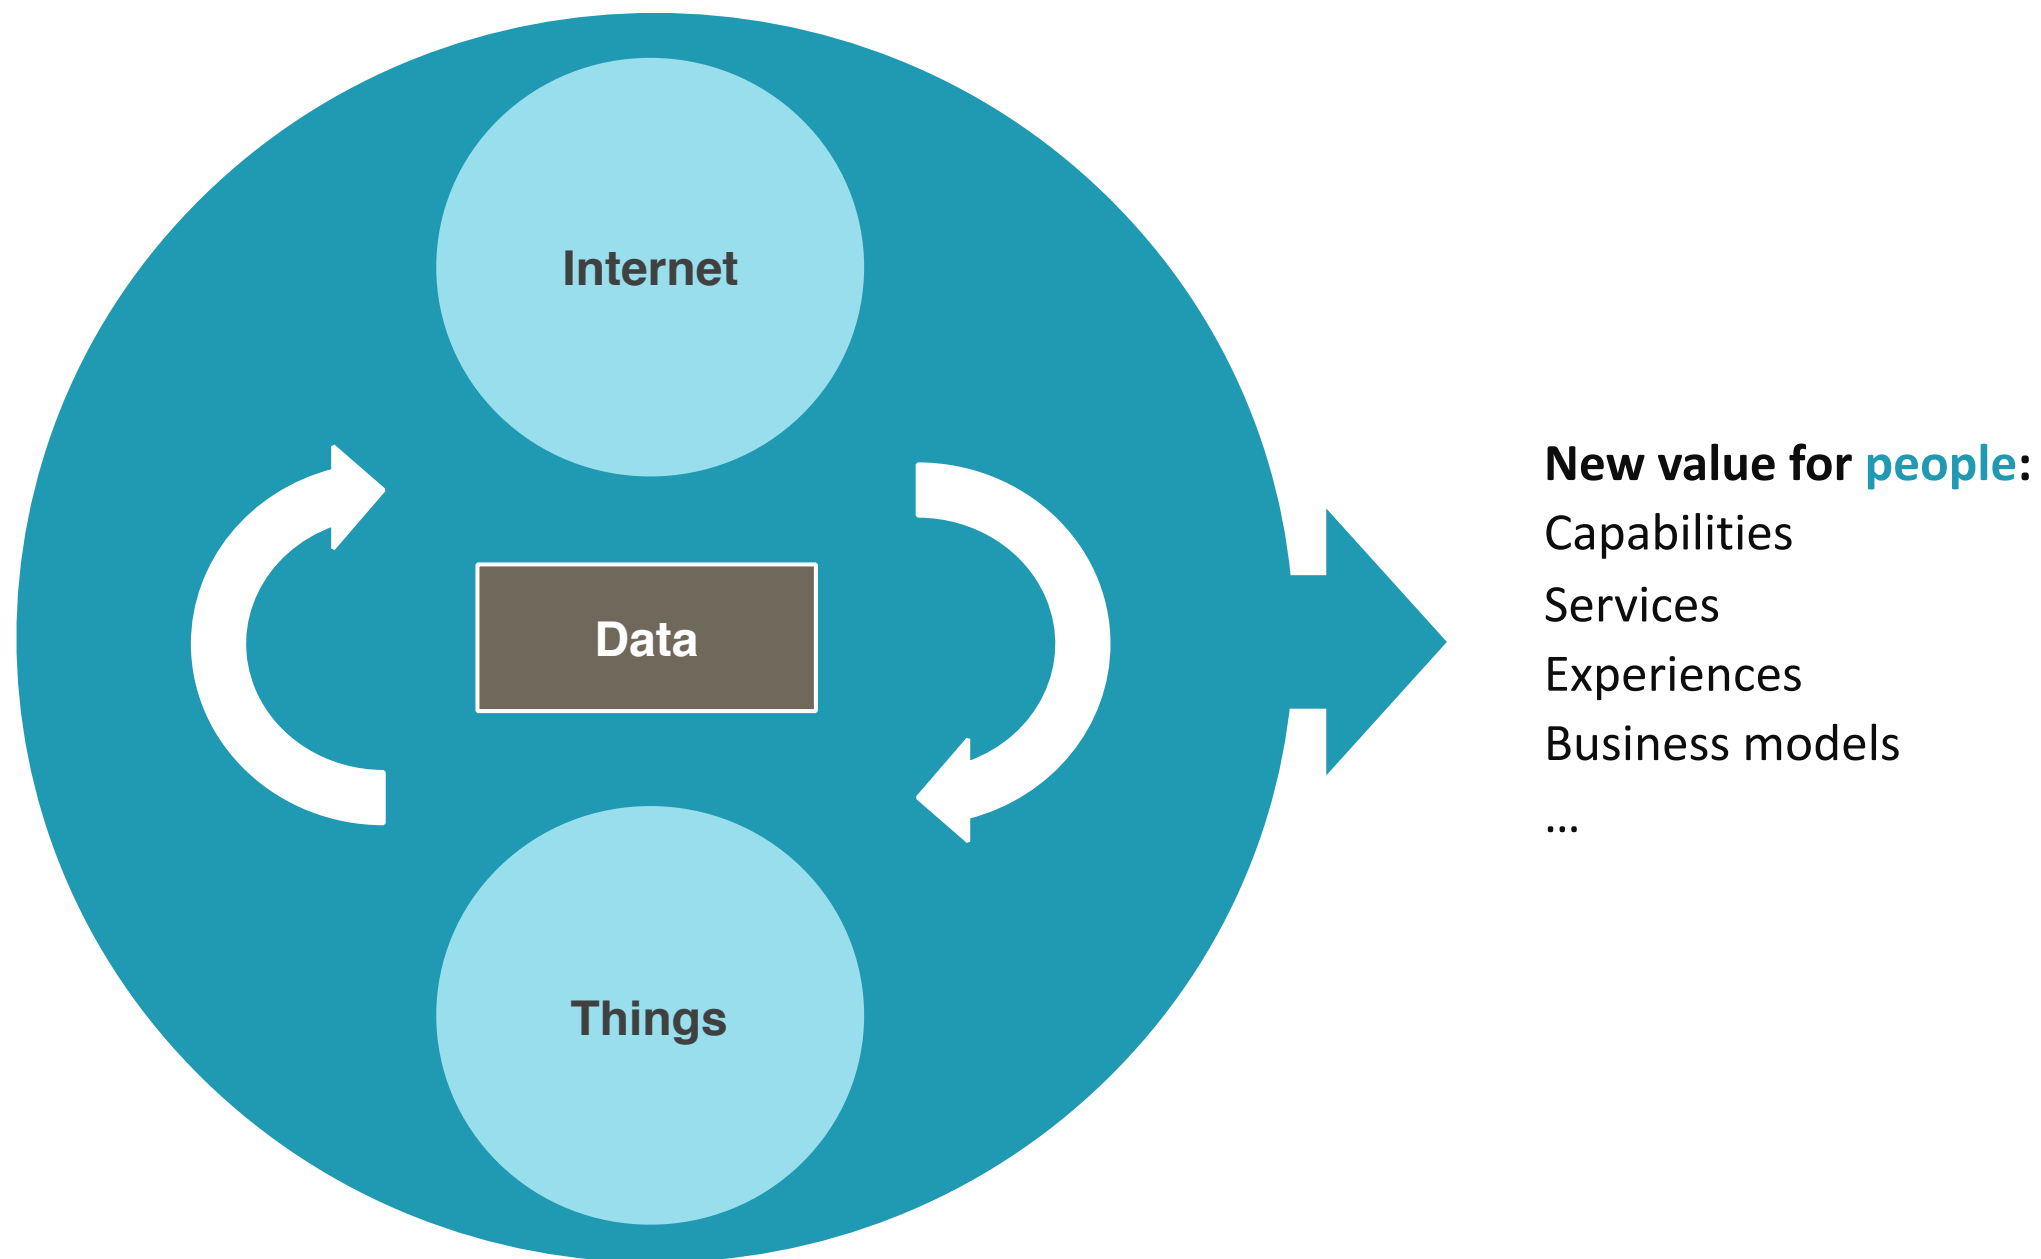 Internet
Data
Things
New value for people:
Capabilities
Services
Experiences
Business models
...